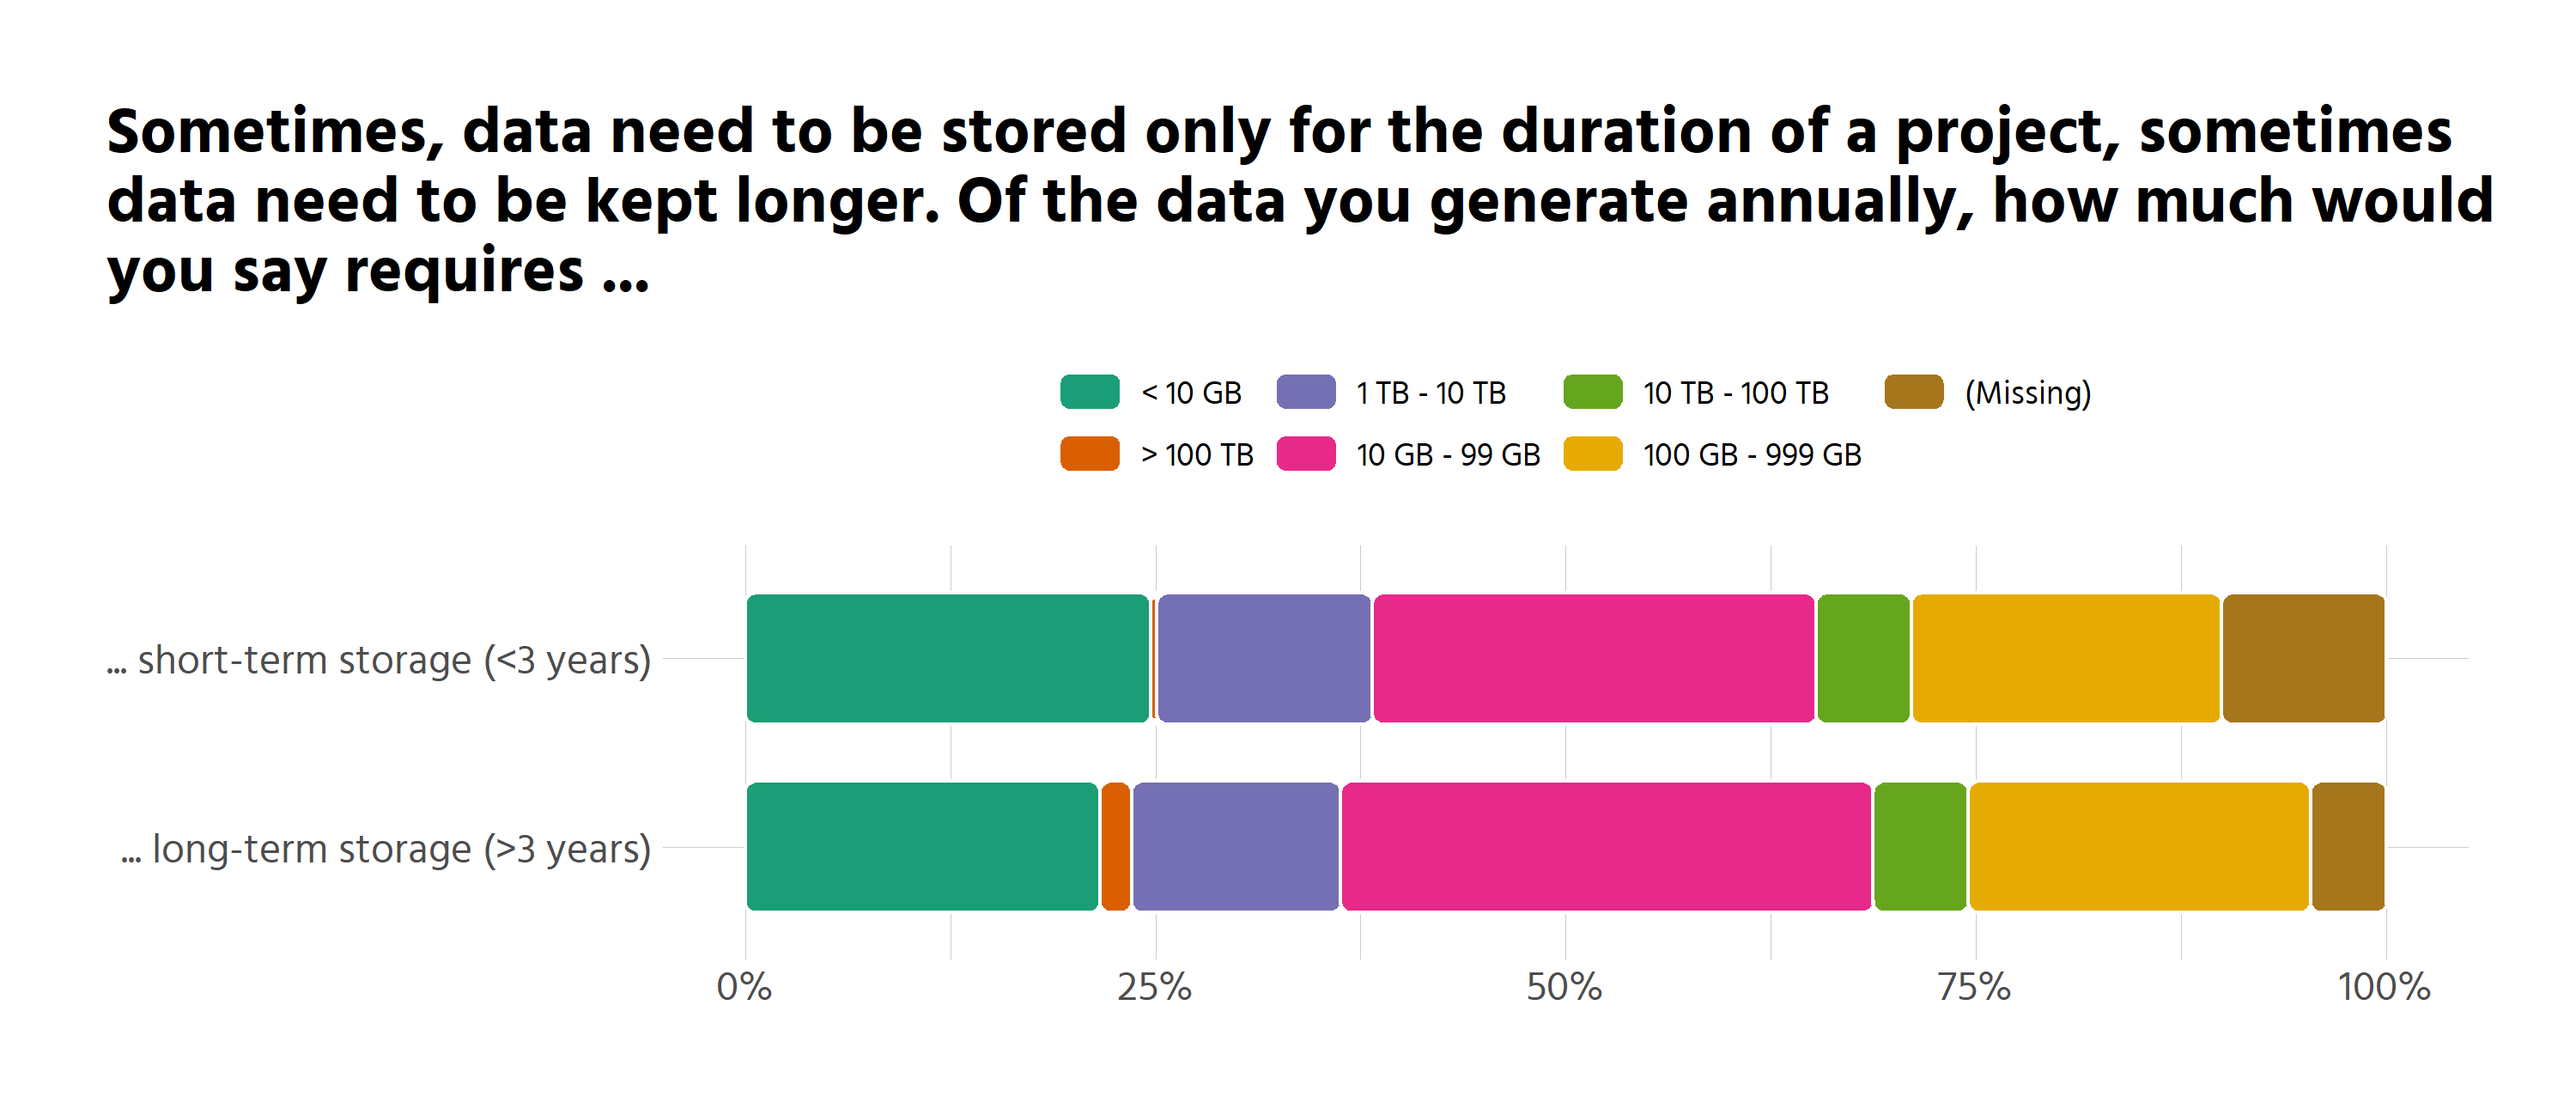 Sometimes, data need to be stored only for the duration of a project, sometimes
data need to be kept longer. Of the data you generate annually, how much would
you say requires ...
< 10 GB 1 TB - 10 TB 10 TB - 100 TB (Missing)
> 100 TB 10 GB - 99 GB 100 GB - 999 GB
... short-term storage (<3 years)
... long-term storage (>3 years)
0% 25% 50% 75% 100%